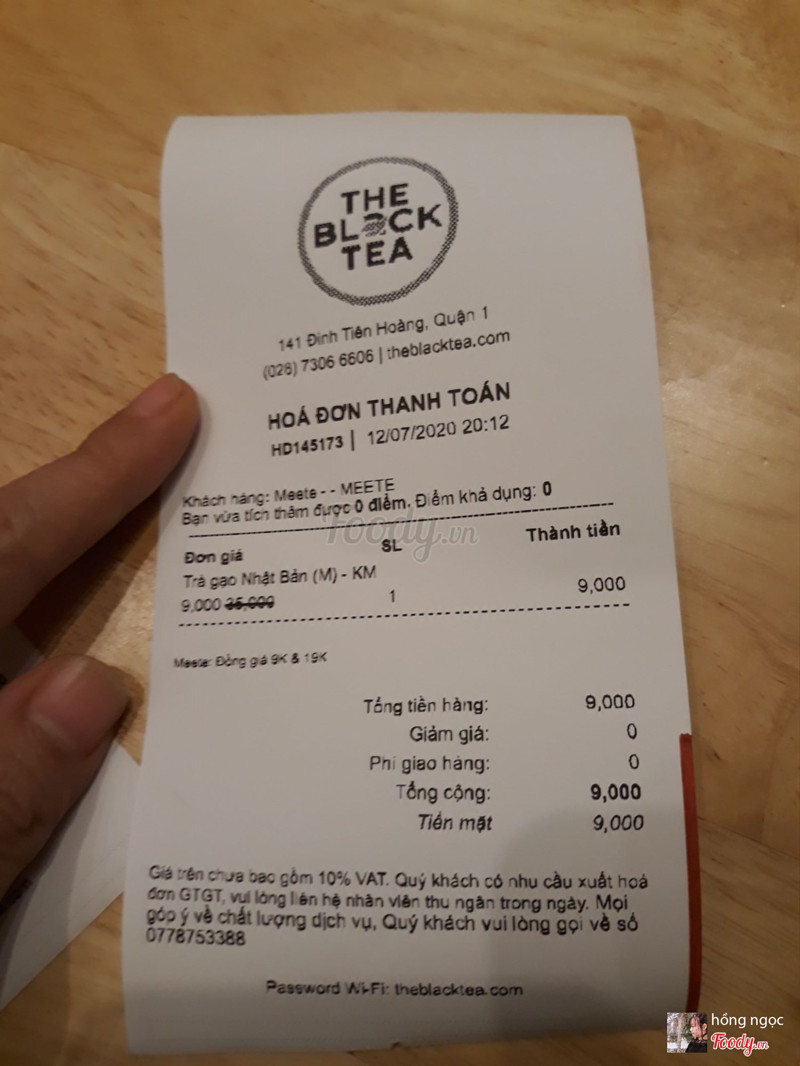 THE
BLACK
TEA
141 Đinh Tiên Hoàng, Quận 1
(028) 7306 6606 | theblacktea.com
HOÁ ĐƠN THANH TOÁN
HD145173 | 12/07/2020 20:12
Khách hàng: Meete - - MEETE
Bạn vừa tích thêm được 0 điểm. Điểm khả dụng: 0
Foody.vn
Đơn giá SL Thành tiền
Trà gạo Nhật Bản (M) - KM
9,000 35,000 1 9,000
Meete: Đồng giá 9K & 19K
Tổng tiền hàng: 9,000
Giảm giá: 0
Phí giao hàng: 0
Tổng cộng: 9,000
Tiền mặt 9,000
Giá trên chưa bao gồm 10% VAT. Quý khách có nhu cầu xuất hoá
đơn GTGT, vui lòng liên hệ nhân viên thu ngân trong ngày. Mọi
góp ý về chất lượng dịch vụ, Quý khách vui lòng gọi về số
0778753388
Password Wi-Fi: theblacktea.com
hồng ngọc
Foody.vn